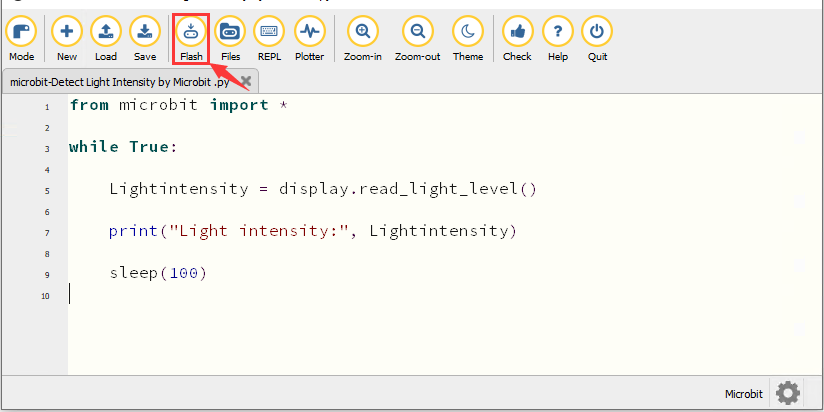 Mode New Load Save Flash Files REPL Plotter Zoom-in Zoom-out Theme Check Help Quit
microbit-Detect Light Intensity by Microbit .py
1 from microbit import *
2
3 while True:
4
5 Lightintensity = display.read_light_level()
6
7 print("Light intensity:", Lightintensity)
8
9 sleep(100)
10
Microbit